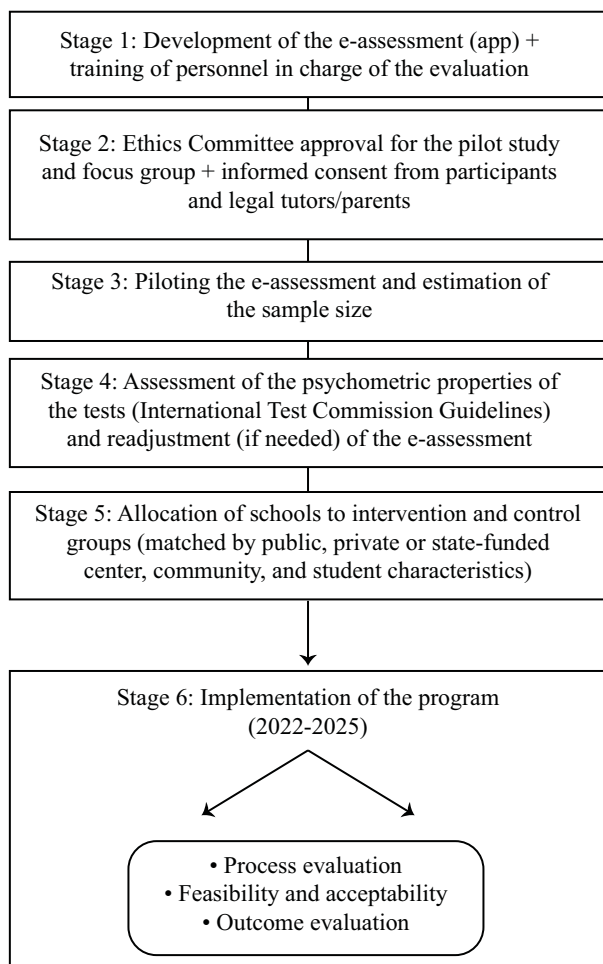 Stage 1: Development of the e-assessment (app) +
training of personnel in charge of the evaluation
Stage 2: Ethics Committee approval for the pilot study
and focus group + informed consent from participants
and legal tutors/parents
Stage 3: Piloting the e-assessment and estimation of
the sample size
Stage 4: Assessment of the psychometric properties of
the tests (International Test Commission Guidelines)
and readjustment (if needed) of the e-assessment
Stage 5: Allocation of schools to intervention and control
groups (matched by public, private or state-funded
center, community, and student characteristics)
Stage 6: Implementation of the program
(2022-2025)
• Process evaluation
• Feasibility and acceptability
• Outcome evaluation